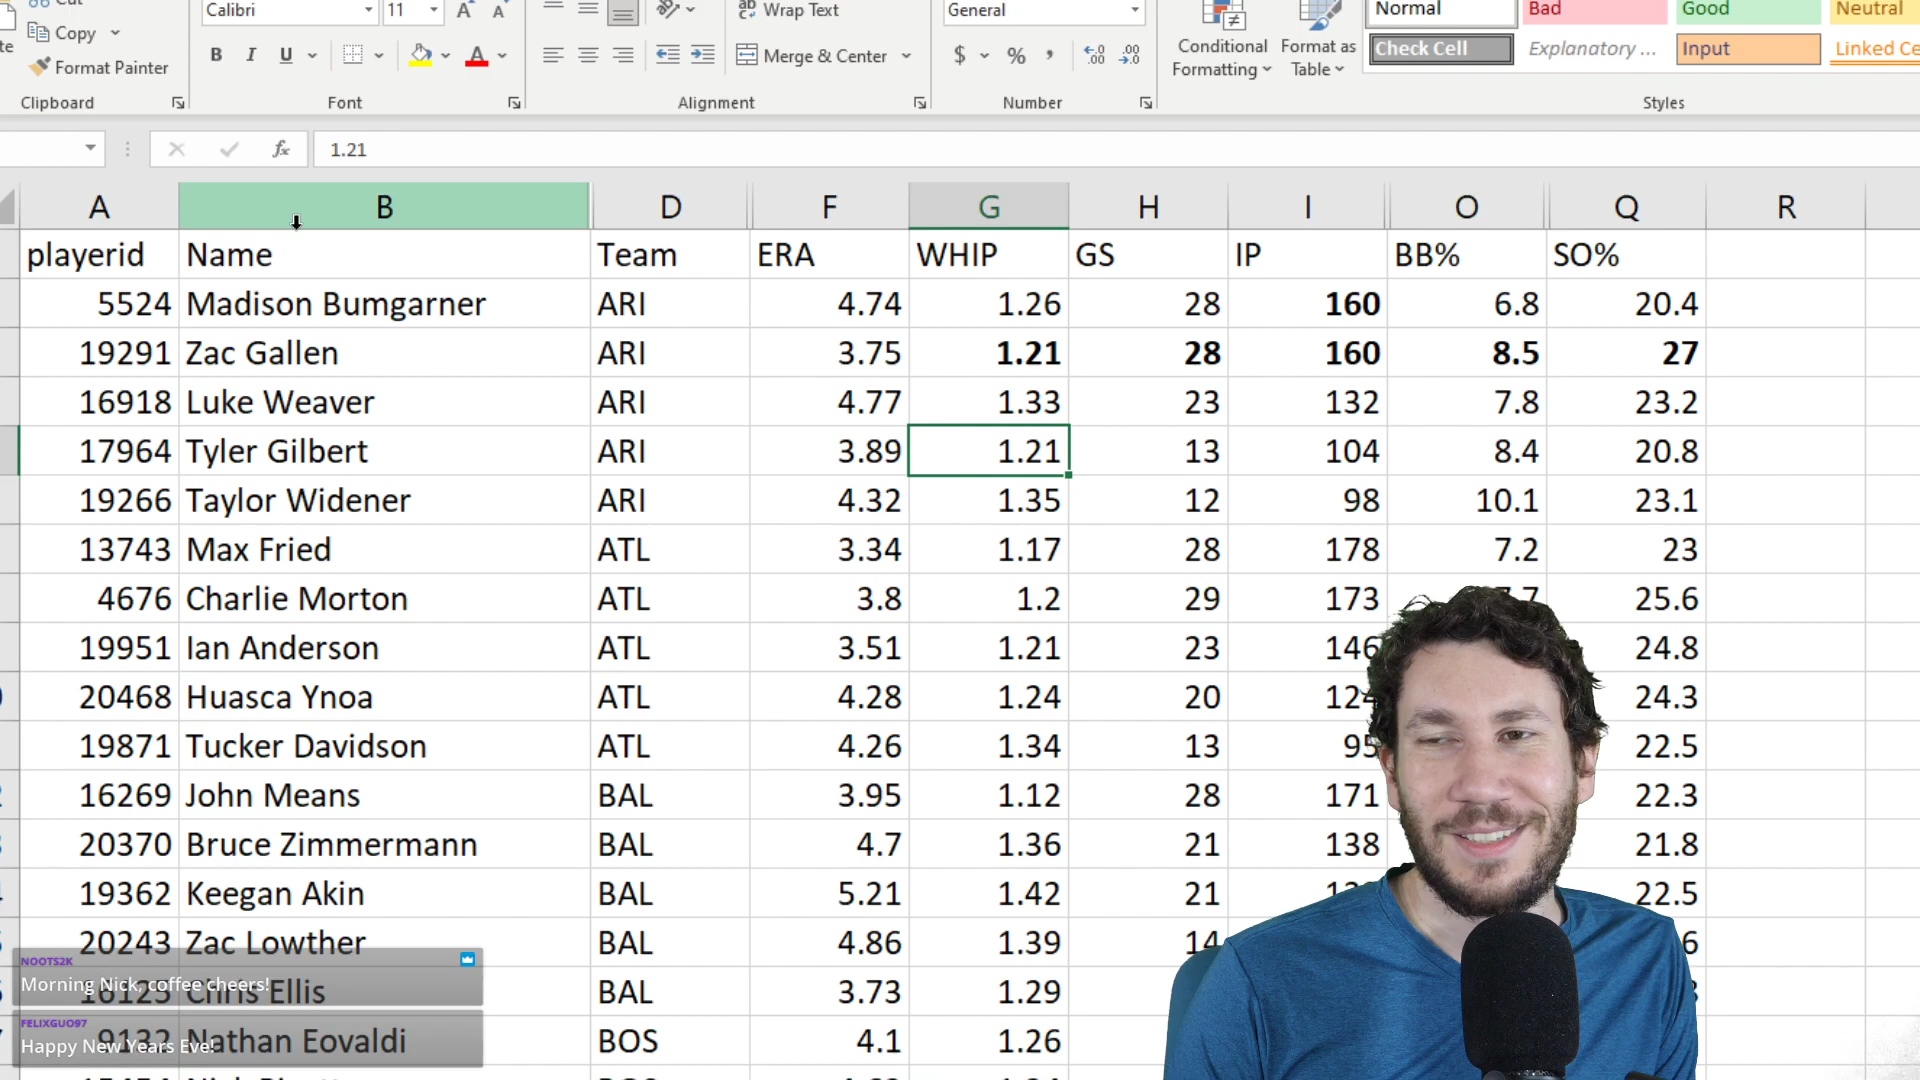 Calibri 11 A A Wrap Text General Normal Bad Good Neutral
Copy
Format Painter
B I U A Merge & Center $ % , Conditional Formatting Format as Table Check Cell Explanatory ... Input Linked Ce
Clipboard Font Alignment Number Styles
fx 1.21
A B D F G H I O Q R
playerid Name Team ERA WHIP GS IP BB% SO%
5524 Madison Bumgarner ARI 4.74 1.26 28 160 6.8 20.4
19291 Zac Gallen ARI 3.75 1.21 28 160 8.5 27
16918 Luke Weaver ARI 4.77 1.33 23 132 7.8 23.2
17964 Tyler Gilbert ARI 3.89 1.21 13 104 8.4 20.8
19266 Taylor Widener ARI 4.32 1.35 12 98 10.1 23.1
13743 Max Fried ATL 3.34 1.17 28 178 7.2 23
4676 Charlie Morton ATL 3.8 1.2 29 173 25.6
19951 Ian Anderson ATL 3.51 1.21 23 146 24.8
20468 Huasca Ynoa ATL 4.28 1.24 20 124 24.3
19871 Tucker Davidson ATL 4.26 1.34 13 95 22.5
16269 John Means BAL 3.95 1.12 28 171 22.3
20370 Bruce Zimmermann BAL 4.7 1.36 21 138 21.8
19362 Keegan Akin BAL 5.21 1.42 21 22.5
20243 Zac Lowther BAL 4.86 1.39 14
NOOTS2K
Morning Nick, coffee cheers!
16125 Chris Ellis BAL 3.73 1.29
FELIXGUO97
Happy New Years Eve!
9132 Nathan Eovaldi BOS 4.1 1.26